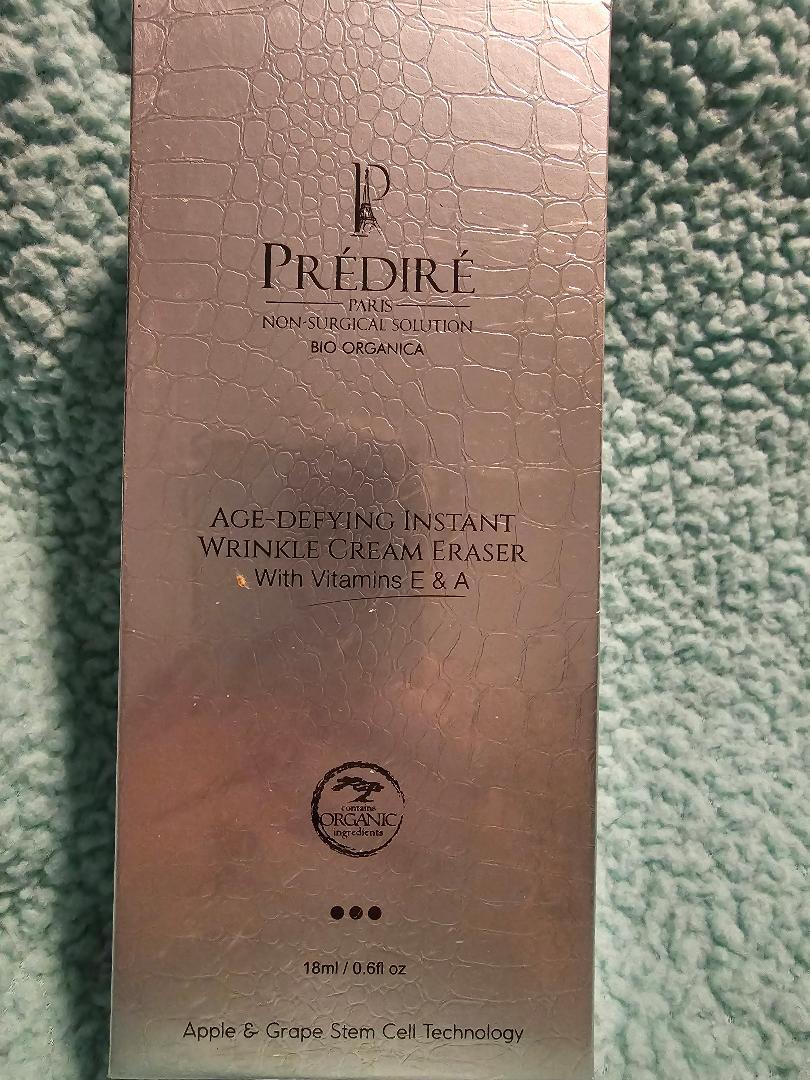 P
PRÉDIRÉ
PARIS
NON-SURGICAL SOLUTION
BIO ORGANICA
AGE-DEFYING INSTANT
WRINKLE CREAM ERASER
With Vitamins E & A
contains
ORGANIC
ingredients
18ml / 0.6fl oz
Apple & Grape Stem Cell Technology